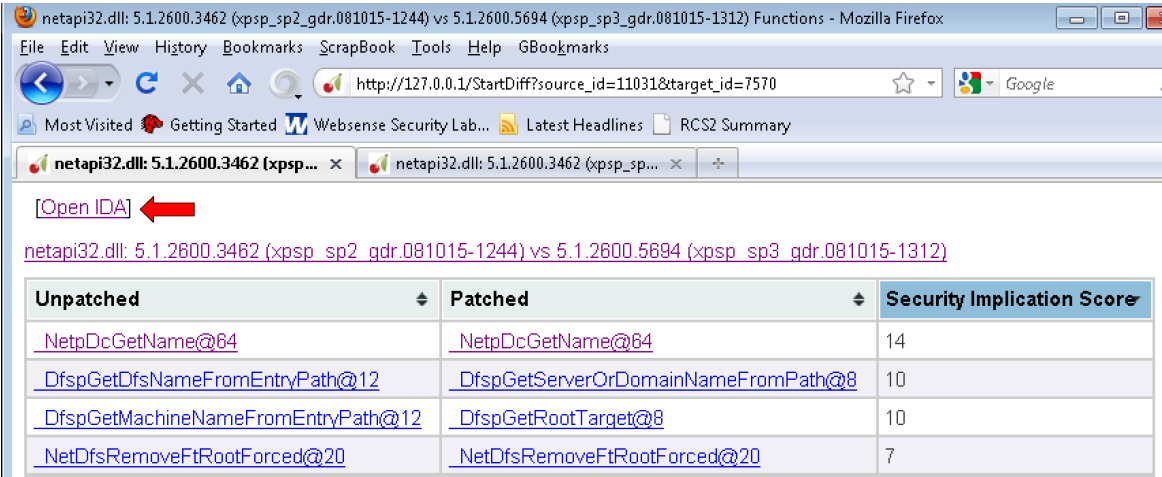 netapi32.dll: 5.1.2600.3462 (xpsp_sp2_gdr.081015-1244) vs 5.1.2600.5694 (xpsp_sp3_gdr.081015-1312) Functions - Mozilla Firefox
File Edit View History Bookmarks ScrapBook Tools Help GBookmarks
http://127.0.0.1/StartDiff?source_id=11031&target_id=7570 Google
Most Visited Getting Started Websense Security Lab... Latest Headlines RCS2 Summary
netapi32.dll: 5.1.2600.3462 (xpsp... netapi32.dll: 5.1.2600.3462 (xpsp_sp...
[Open IDA]
netapi32.dll: 5.1.2600.3462 (xpsp_sp2_gdr.081015-1244) vs 5.1.2600.5694 (xpsp_sp3_gdr.081015-1312)
Unpatched Patched Security Implication Score
_NetpDcGetName@64 _NetpDcGetName@64 14
_DfspGetDfsNameFromEntryPath@12 _DfspGetServerOrDomainNameFromPath@8 10
_DfspGetMachineNameFromEntryPath@12 _DfspGetRootTarget@8 10
_NetDfsRemoveFtRootForced@20 _NetDfsRemoveFtRootForced@20 7